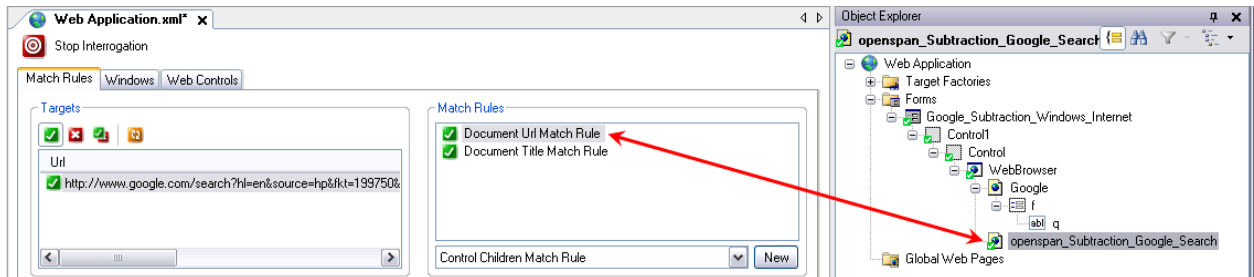 Web Application.xml* x
Stop Interrogation
Match Rules Windows Web Controls
Targets
Url
http://www.google.com/search?hl=en&source=hp&fkt=199750&
Match Rules
Document Url Match Rule
Document Title Match Rule
Control Children Match Rule New
Object Explorer
openspan_Subtraction_Google_Search
Web Application
Target Factories
Forms
Google_Subtraction_Windows_Internet
Control1
Control
WebBrowser
Google
f
abl q
openspan_Subtraction_Google_Search
Global Web Pages